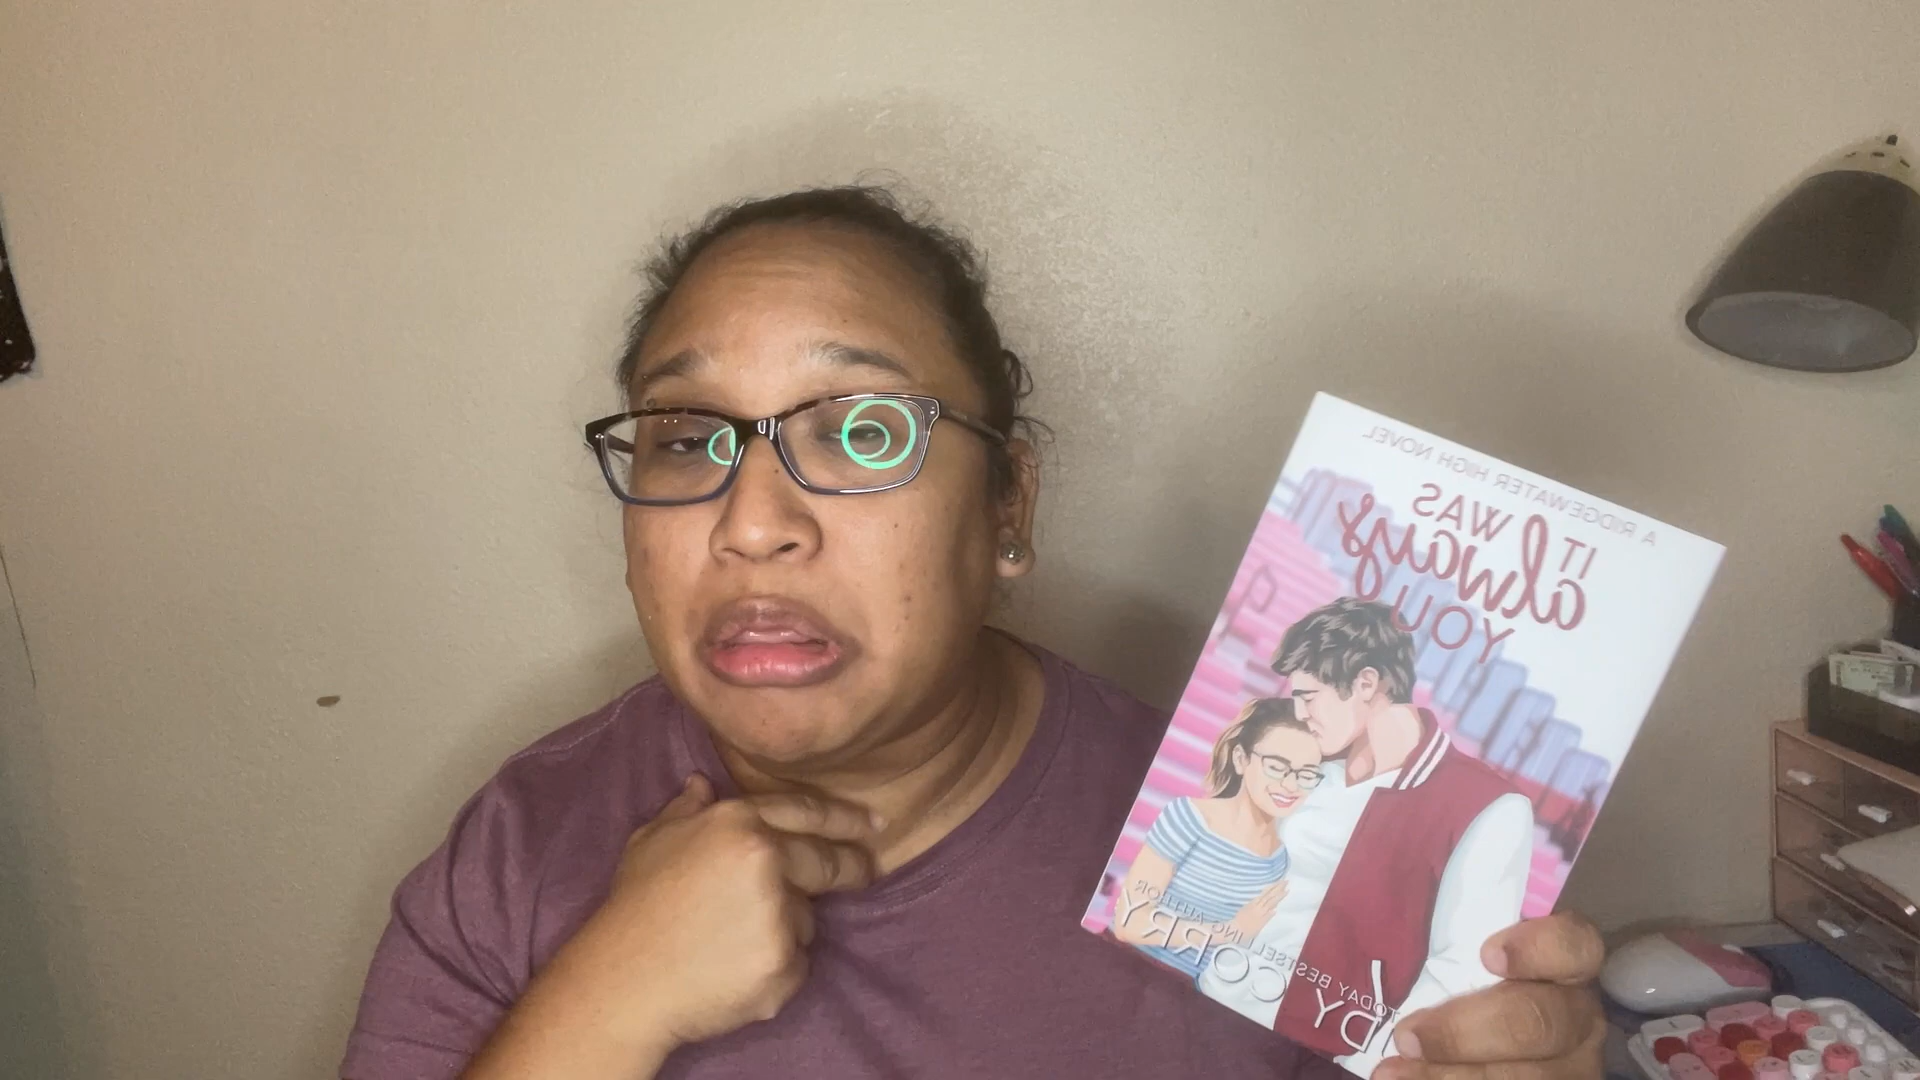 A RIDGEWATER HIGH NOVEL
IT WAS
always
YOU
TODAY BESTSELLING AUTHOR
CORRY